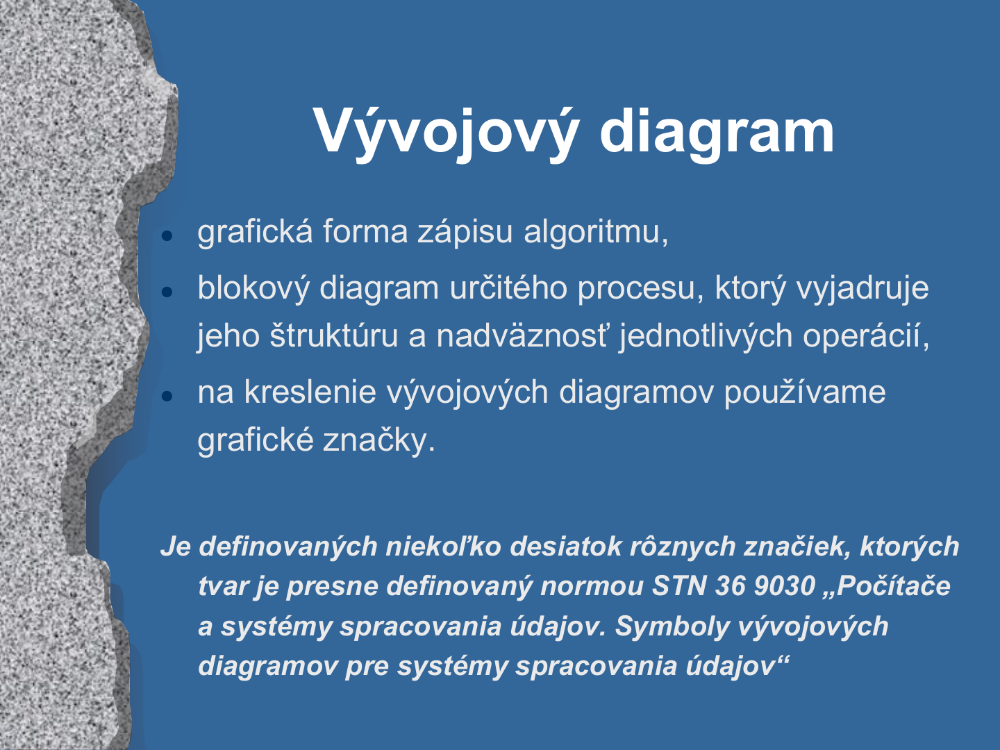 Vývojový diagram
● grafická forma zápisu algoritmu,
● blokový diagram určitého procesu, ktorý vyjadruje
jeho štruktúru a nadväznosť jednotlivých operácií,
● na kreslenie vývojových diagramov používame
grafické značky.
Je definovaných niekoľko desiatok rôznych značiek, ktorých
tvar je presne definovaný normou STN 36 9030 „Počítače
a systémy spracovania údajov. Symboly vývojových
diagramov pre systémy spracovania údajov“